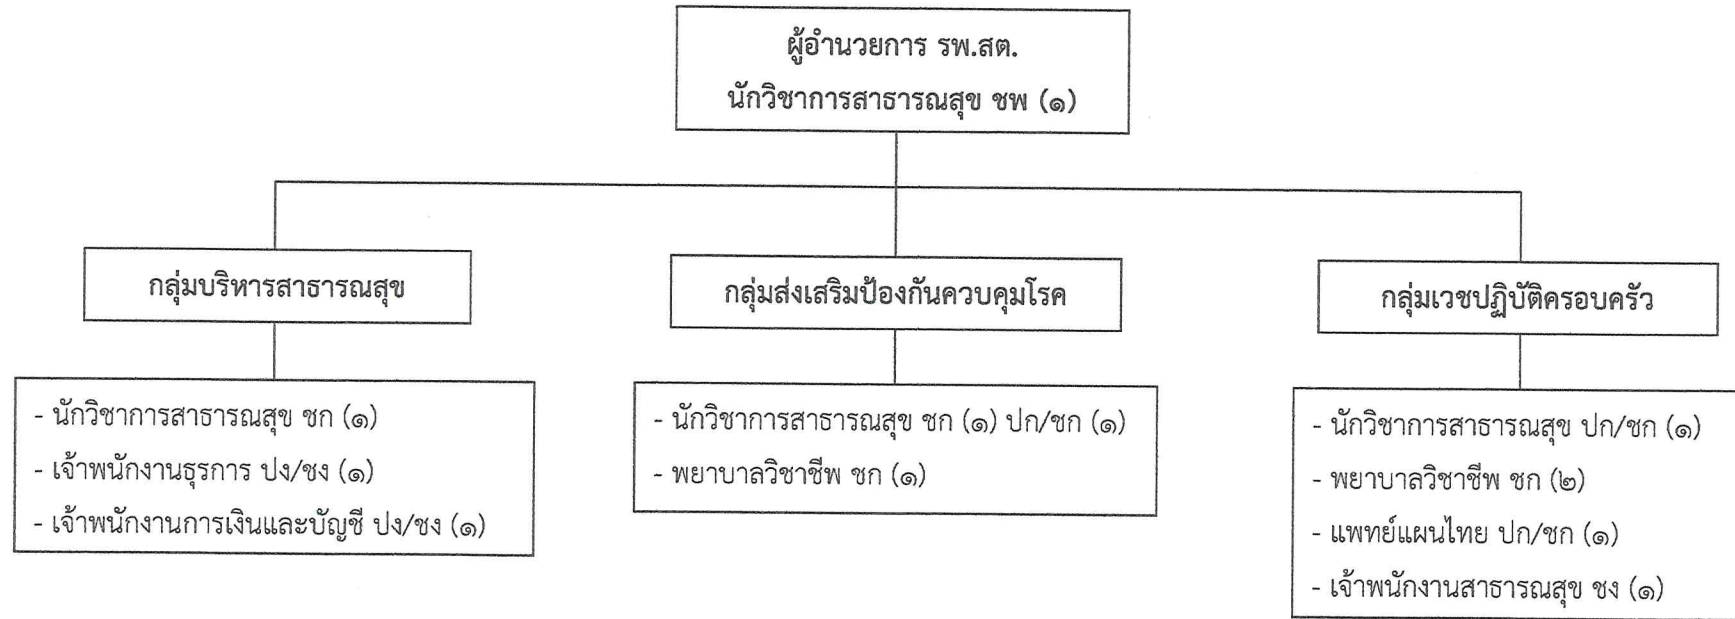 ผู้อำนวยการ รพ.สต.
นักวิชาการสาธารณสุข ชพ (๑)
กลุ่มบริหารสาธารณสุข
- นักวิชาการสาธารณสุข ชก (๑)
- เจ้าพนักงานธุรการ ปง/ชง (๑)
- เจ้าพนักงานการเงินและบัญชี ปง/ชง (๑)
กลุ่มส่งเสริมป้องกันควบคุมโรค
- นักวิชาการสาธารณสุข ชก (๑) ปก/ชก (๑)
- พยาบาลวิชาชีพ ชก (๑)
กลุ่มเวชปฏิบัติครอบครัว
- นักวิชาการสาธารณสุข ปก/ชก (๑)
- พยาบาลวิชาชีพ ชก (๒)
- แพทย์แผนไทย ปก/ชก (๑)
- เจ้าพนักงานสาธารณสุข ชง (๑)